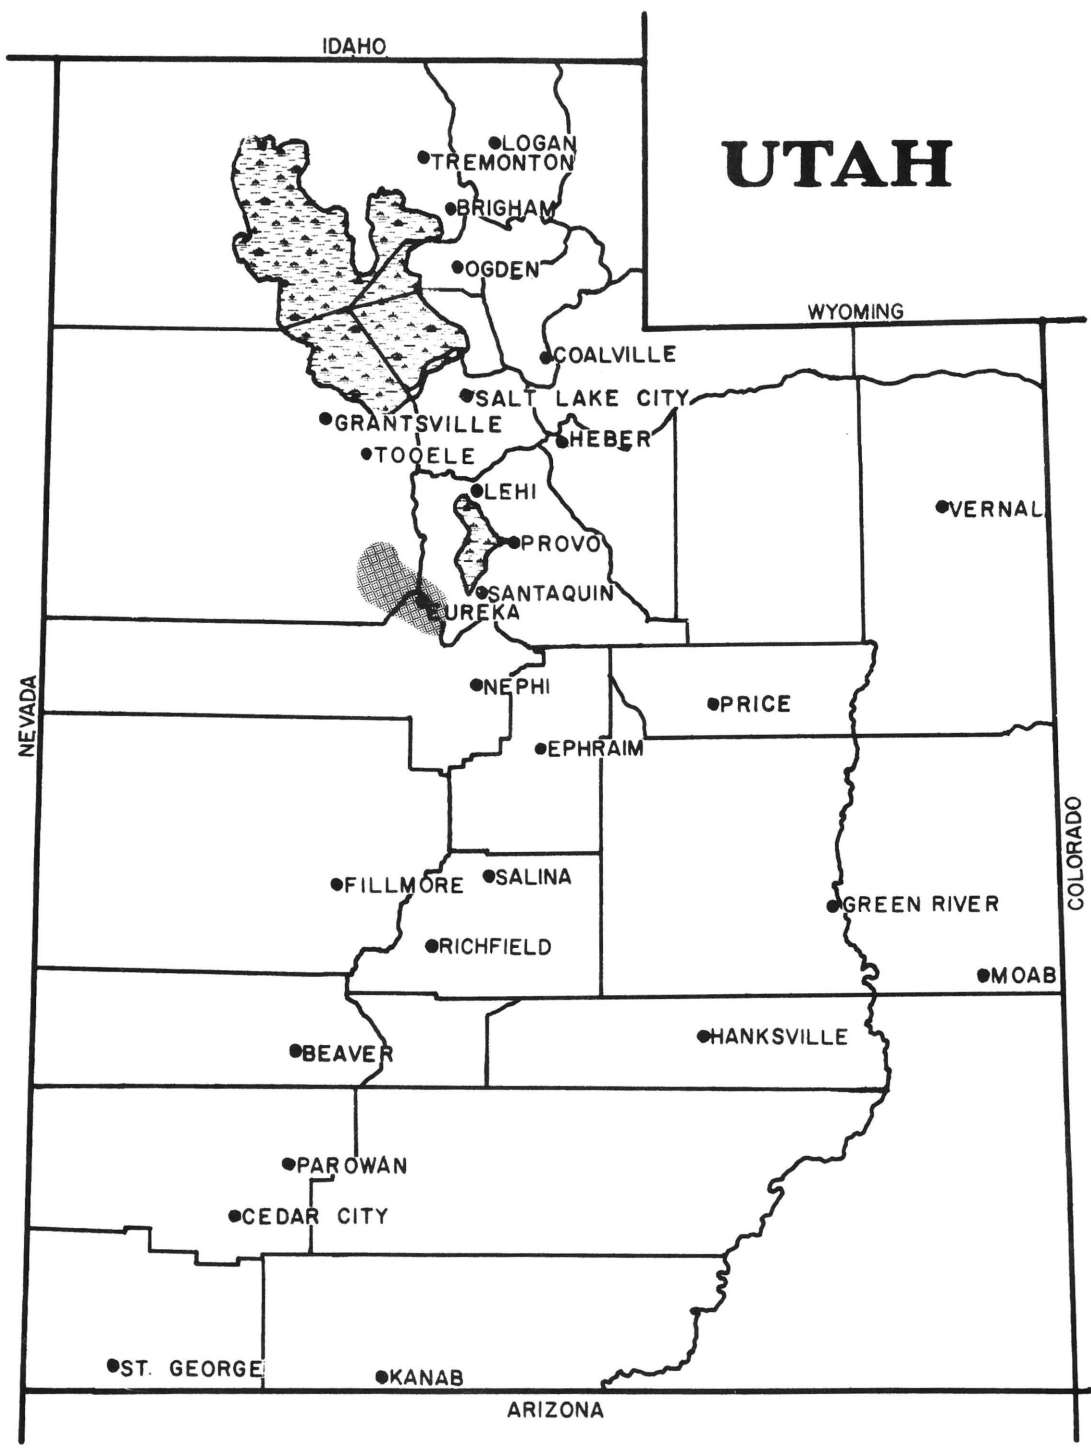 IDAHO
UTAH
LOGAN
TREMONTON
BRIGHAM
OGDEN
WYOMING
COALVILLE
SALT LAKE CITY
GRANTSVILLE
HEBER
TOOELE
LEHI
VERNAL
PROVO
SANTAQUIN
EUREKA
NEPHI
PRICE
NEVADA
EPHRAIM
COLORADO
FILLMORE
SALINA
GREEN RIVER
RICHFIELD
MOAB
HANKSVILLE
BEAVER
PAROWAN
CEDAR CITY
ST. GEORGE
KANAB
ARIZONA